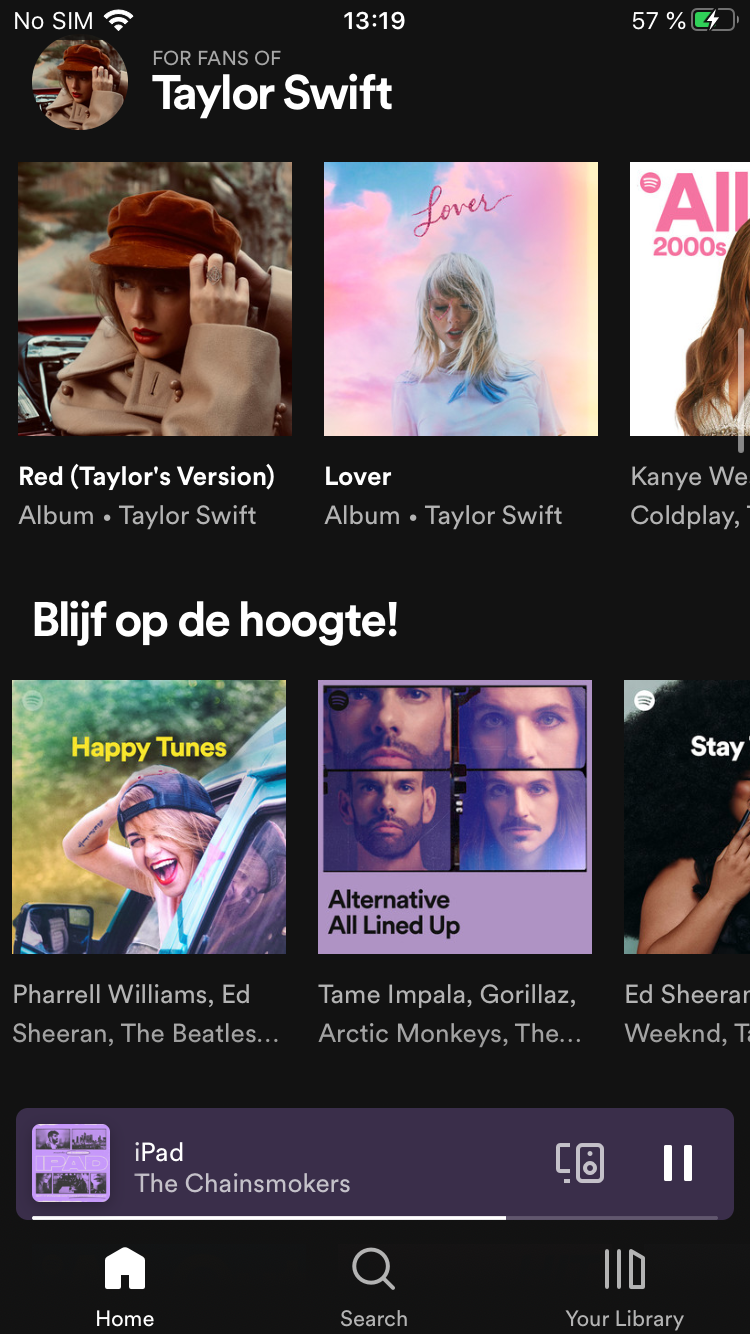 No SIM 13:19 57 %
FOR FANS OF
Taylor Swift
Lover
All
2000s
Red (Taylor's Version)
Album • Taylor Swift
Lover
Album • Taylor Swift
Kanye We
Coldplay,
Blijf op de hoogte!
Happy Tunes
Alternative
All Lined Up
Stay
Pharrell Williams, Ed
Sheeran, The Beatles...
Tame Impala, Gorillaz,
Arctic Monkeys, The...
Ed Sheeran
Weeknd, Ta
IPAD
iPad
The Chainsmokers
Home
Search
Your Library